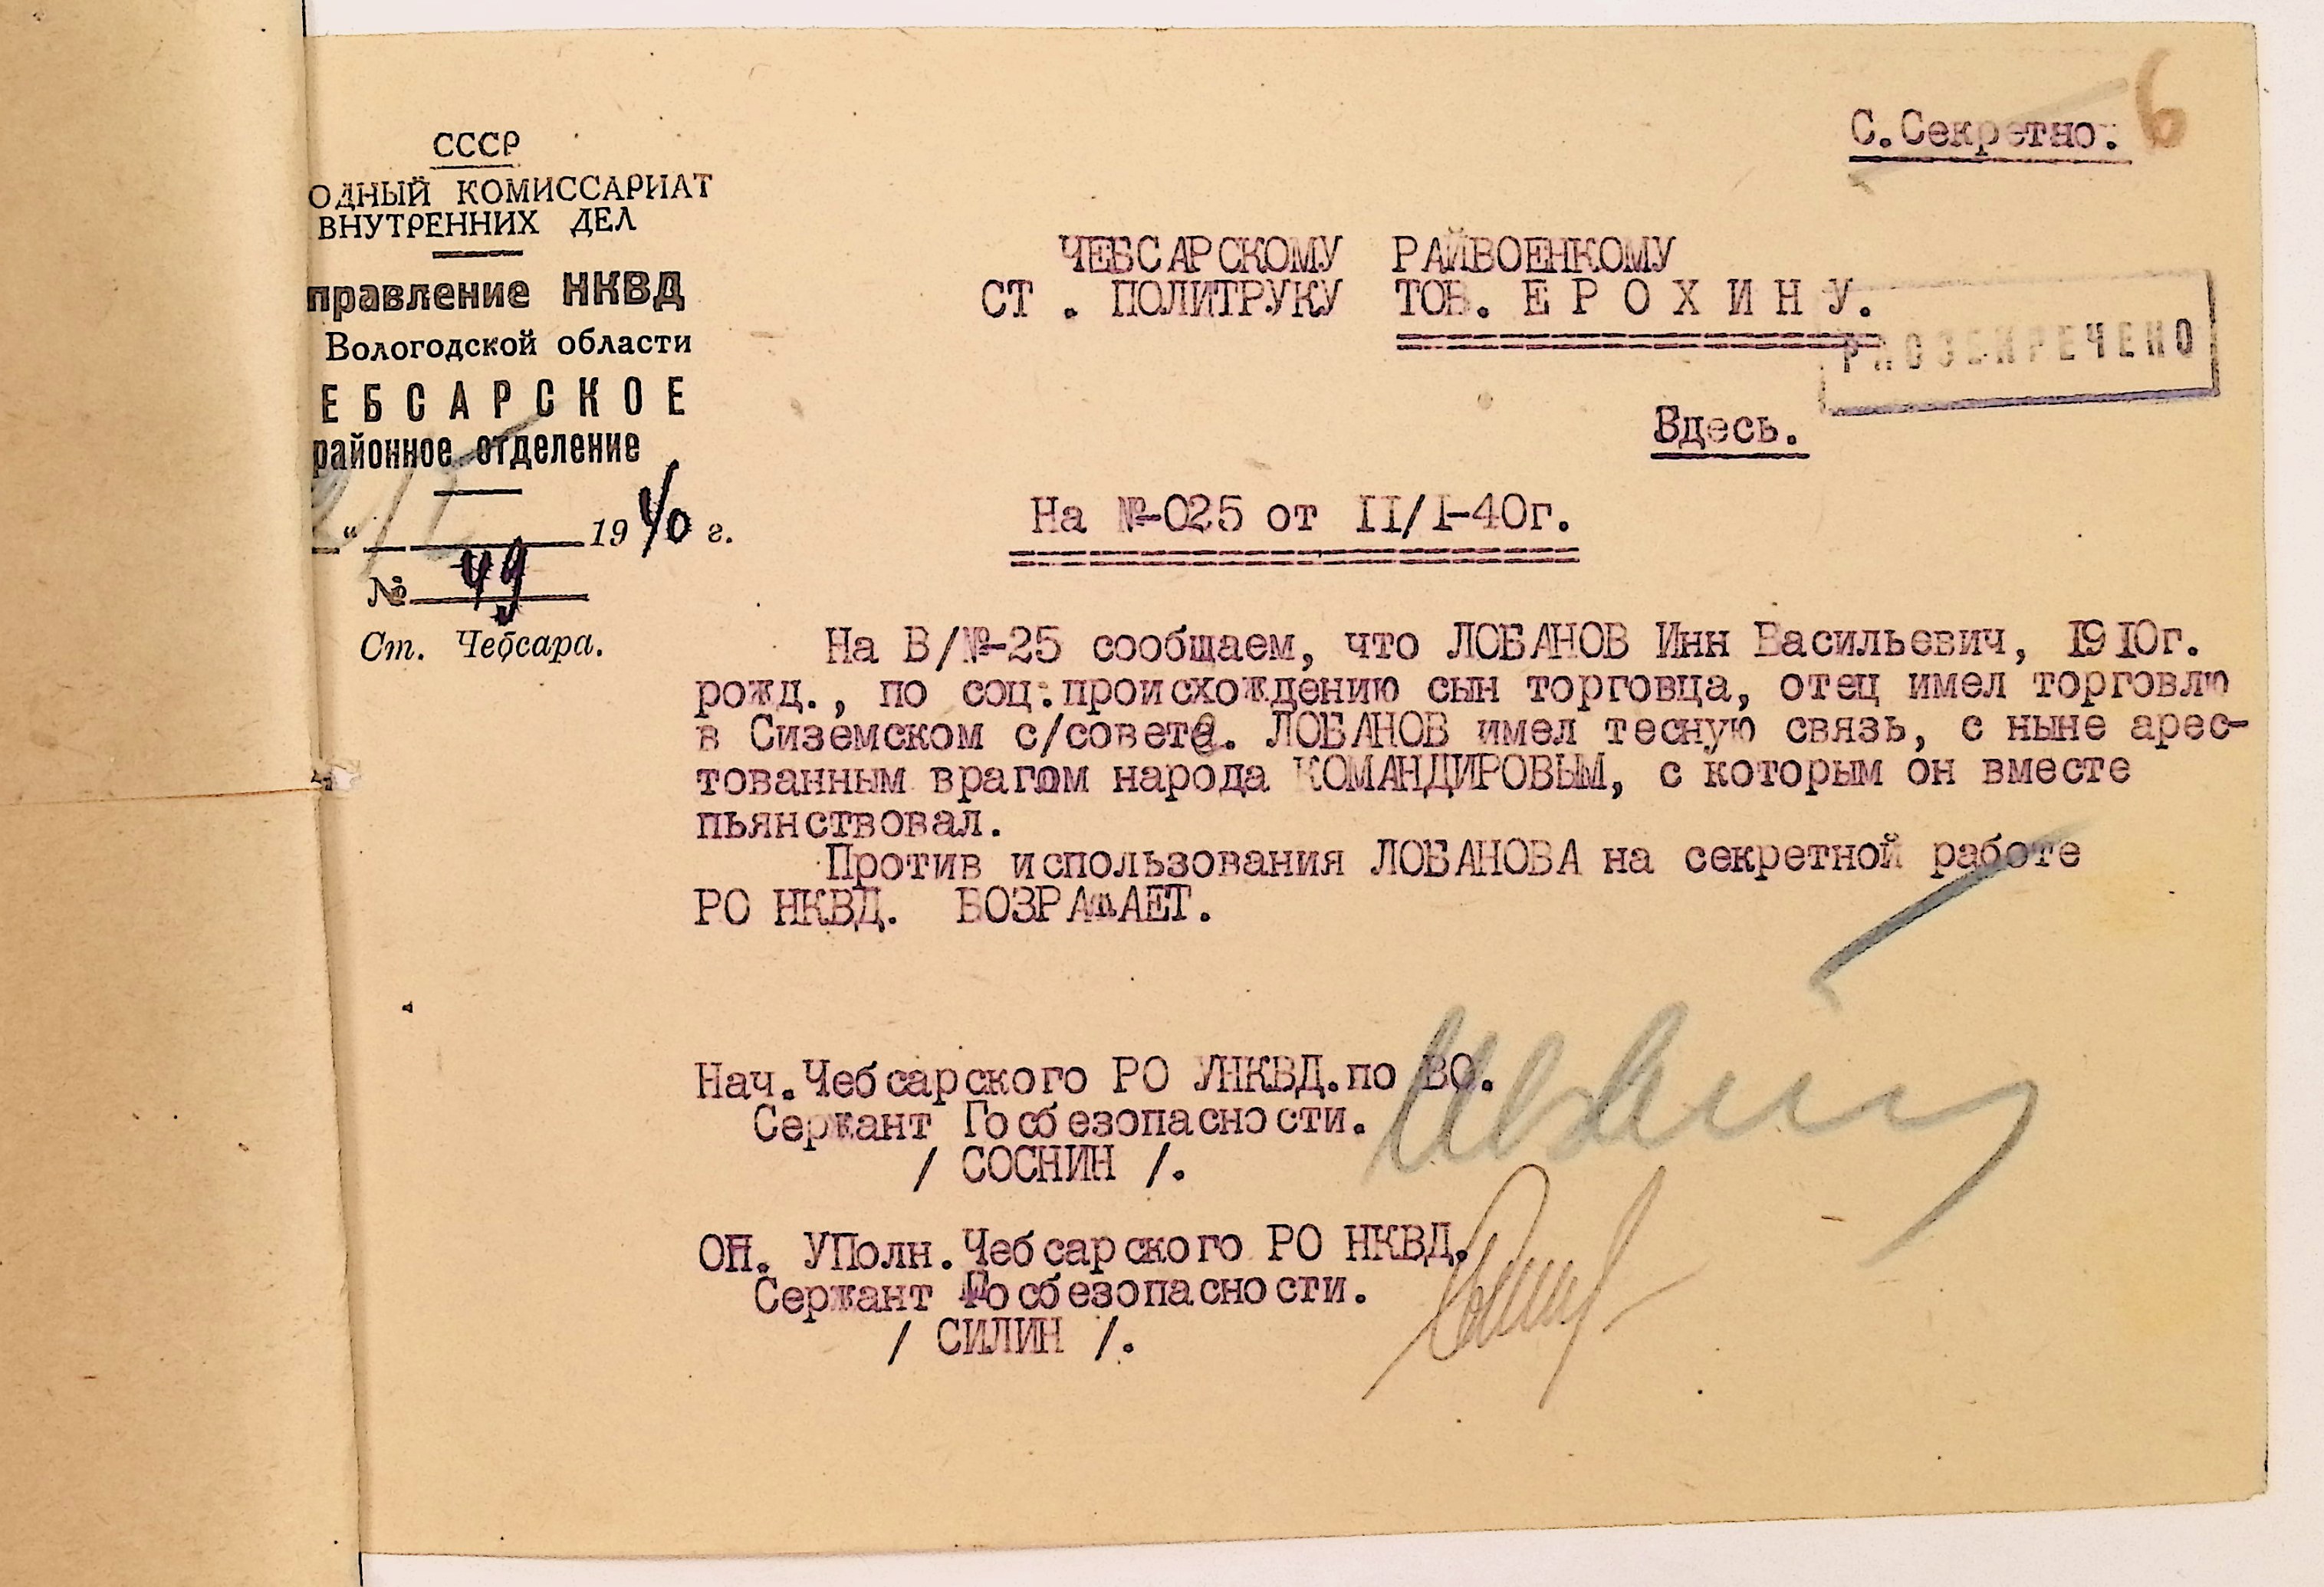 С.Секретно.
6
СССР
ОДНЫЙ КОМИССАРИАТ
ВНУТРЕННИХ ДЕЛ
правление НКВД
Вологодской области
ЕБСАРСКОЕ
районное отделение
„ “ 1940 г.
№ 49
Ст. Чебсара.
ЧЕБСАРСКОМУ РАЙВОЕНКОМУ
СТ . ПОЛИТРУКУ ТОВ. Е Р О Х И Н У.
РАССЕКРЕЧЕНО
Здесь.
На №-025 от II/I-40г.
На В/№-25 сообщаем, что ЛОБАНОВ Инн Васильевич, 1910г.
рожд., по соц.происхождению сын торговца, отец имел торговлю
в Сиземском с/совете. ЛОБАНОВ имел тесную связь, с ныне арес-
тованным врагом народа КОМАНДИРОВЫМ, с которым он вместе
пьянствовал.
Против использования ЛОБАНОВА на секретной работе
РО НКВД. ВОЗРАЖАЕТ.
Нач.Чебсарского РО УНКВД.по ВО.
Сержант Госбезопасности.
/ СОСНИН /.
ОП. УПолн.Чебсарского РО НКВД.
Сержант Госбезопасности.
/ СИЛИН /.